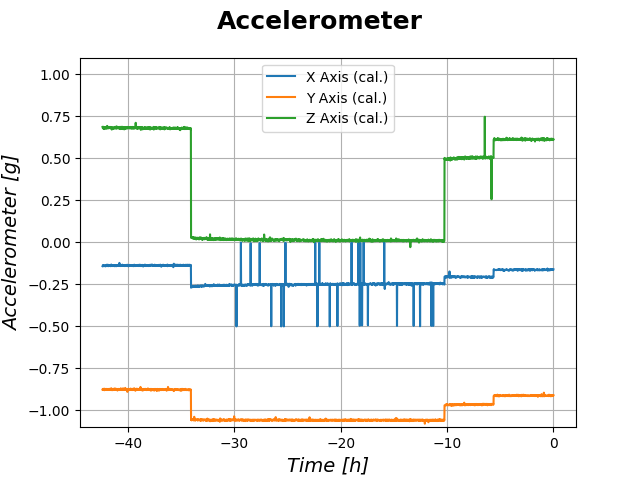 Accelerometer
X Axis (cal.)
Y Axis (cal.)
Z Axis (cal.)
Accelerometer [g]
1.00
0.75
0.50
0.25
0.00
−0.25
−0.50
−0.75
−1.00
−40
−30
−20
−10
0
Time [h]